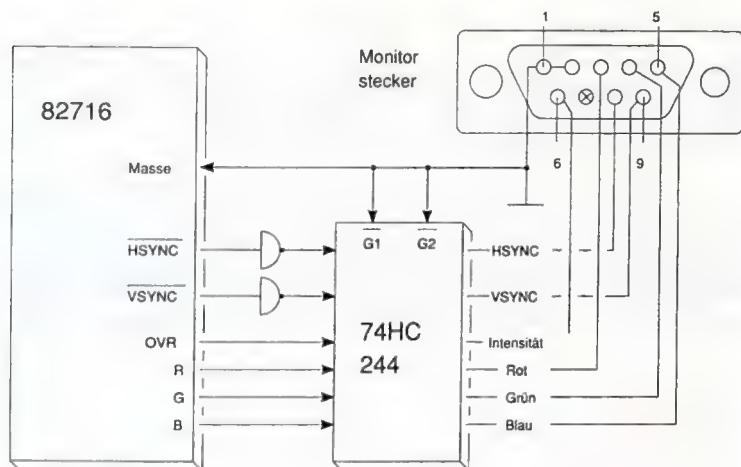 1 5
Monitor
stecker
82716
6 9
Masse
G1 G2
HSYNC HSYNC
VSYNC VSYNC
74HC
244
OVR Intensität
R Rot
G Grün
B Blau